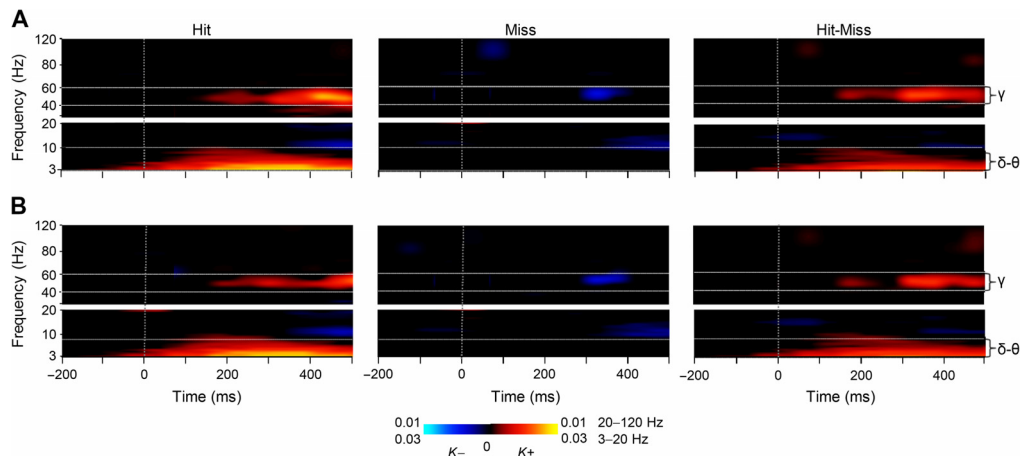 A
Hit
Miss
Hit-Miss
Frequency (Hz)
120
60
40
20
10
3
γ
δ-θ
B
Frequency (Hz)
120
60
40
20
10
3
γ
δ-θ
−200 0 200 400
−200 0 200 400
−200 0 200 400
Time (ms)
Time (ms)
Time (ms)
0.01 0.01 20–120 Hz
0.03 0 0.03 3–20 Hz
K− K+